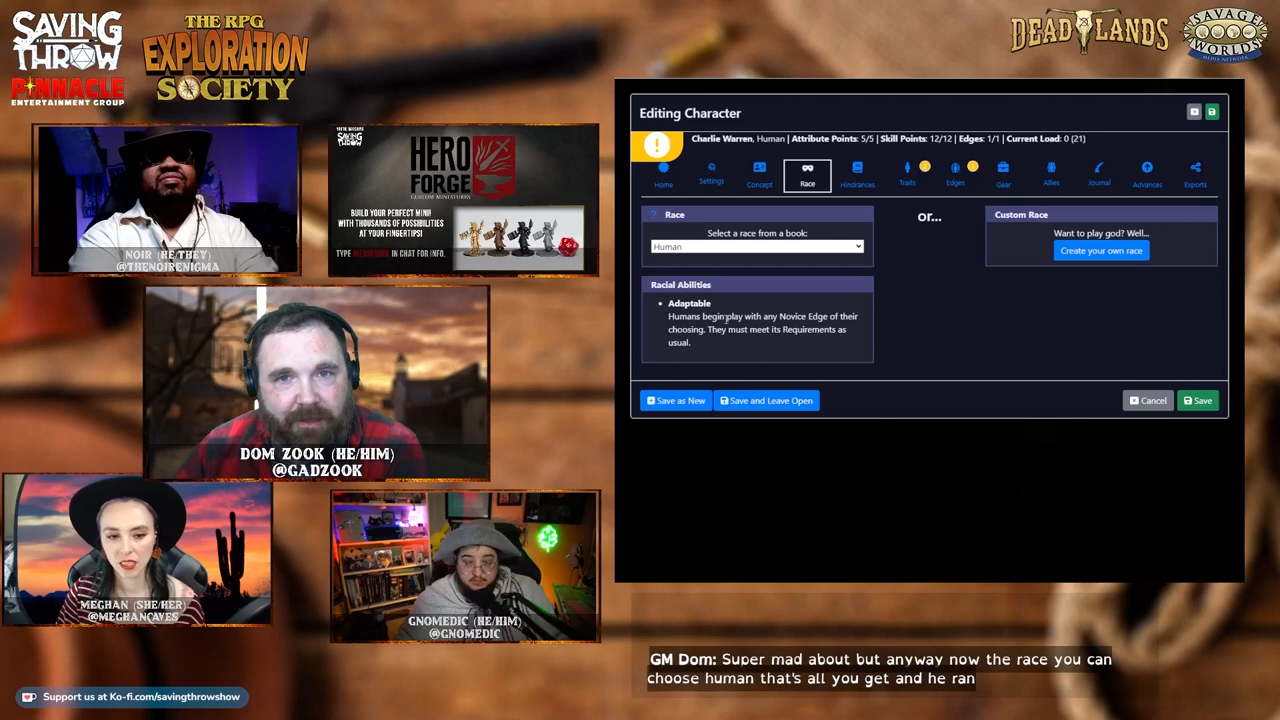 SAVING
THROW
PINNACLE
ENTERTAINMENT GROUP
THE RPG
EXPLORATION
SOCIETY
DEADLANDS
SAVAGE
WORLDS
MEDIA NETWORK
NOIR (HE/THEY)
@THENOIRENIGMA
SAVING
THROW
HERO
FORGE
CUSTOM MINIATURES
BUILD YOUR PERFECT MINI!
WITH THOUSANDS OF POSSIBILITIES
AT YOUR FINGERTIPS!
TYPE !HEROFORGE IN CHAT FOR INFO.
DOM ZOOK (HE/HIM)
@GADZOOK
MEGHAN (SHE/HER)
@MEGHANCAVES
GNOMEDIC (HE/HIM)
@GNOMEDIC
Support us at Ko-fi.com/savingthrowshow
Editing Character
Charlie Warren, Human | Attribute Points: 5/5 | Skill Points: 12/12 | Edges: 1/1 | Current Load: 0 (21)
Home
Settings
Concept
Race
Hindrances
Traits
Edges
Gear
Allies
Journal
Advances
Exports
? Race
Select a race from a book:
Human
or...
Custom Race
Want to play god? Well...
Create your own race
Racial Abilities
• Adaptable
Humans begin play with any Novice Edge of their
choosing. They must meet its Requirements as
usual.
Save as New
Save and Leave Open
Cancel
Save
GM Dom: Super mad about but anyway now the race you can
choose human that's all you get and he ran